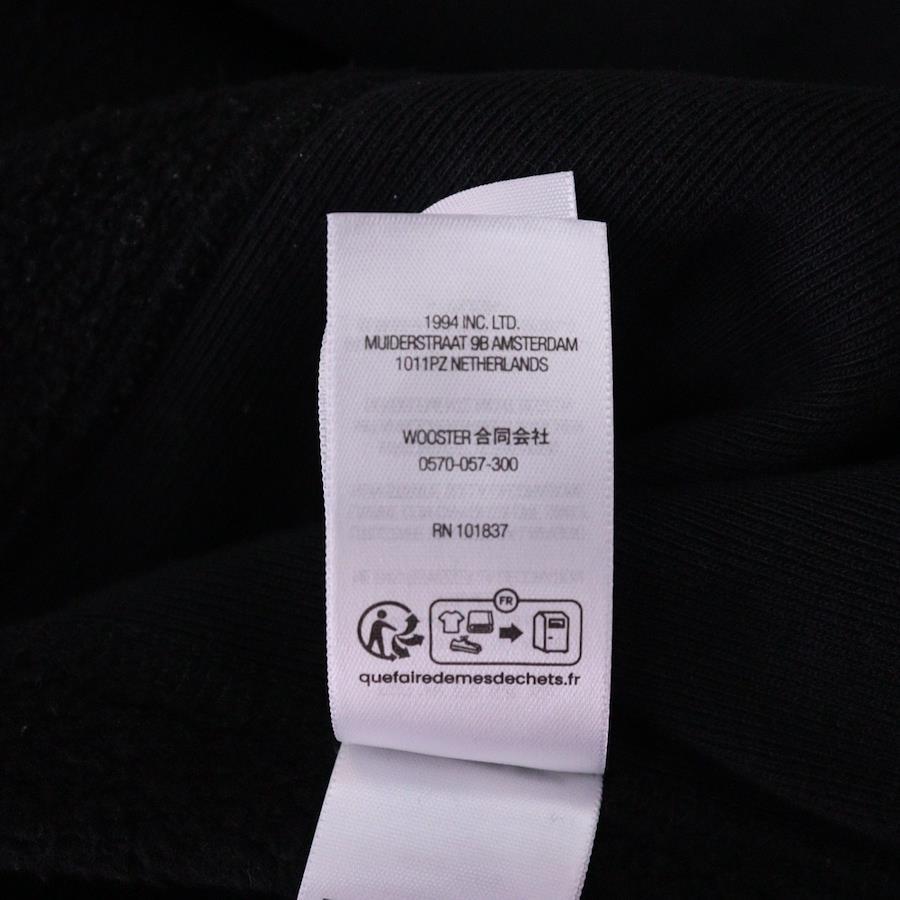 1994 INC. LTD.
MUIDERSTRAAT 9B AMSTERDAM
1011PZ NETHERLANDS
WOOSTER 合同会社
0570-057-300
RN 101837
FR
quefairedemesdechets.fr